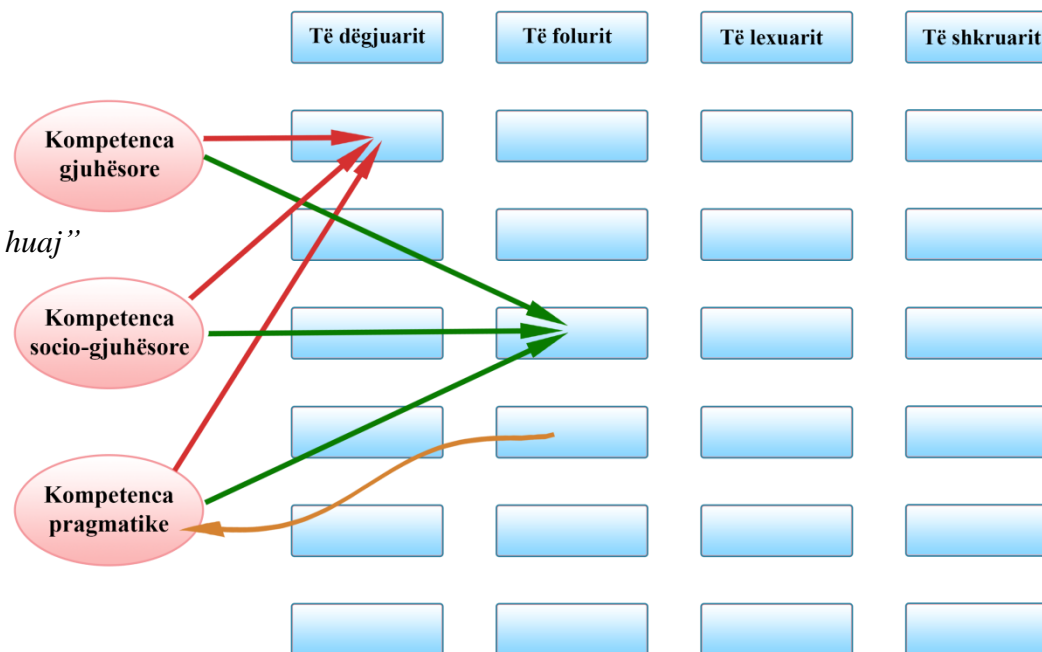 Të dëgjuarit
Të folurit
Të lexuarit
Të shkruarit
Kompetenca
gjuhësore
huaj”
Kompetenca
socio-gjuhësore
Kompetenca
pragmatike